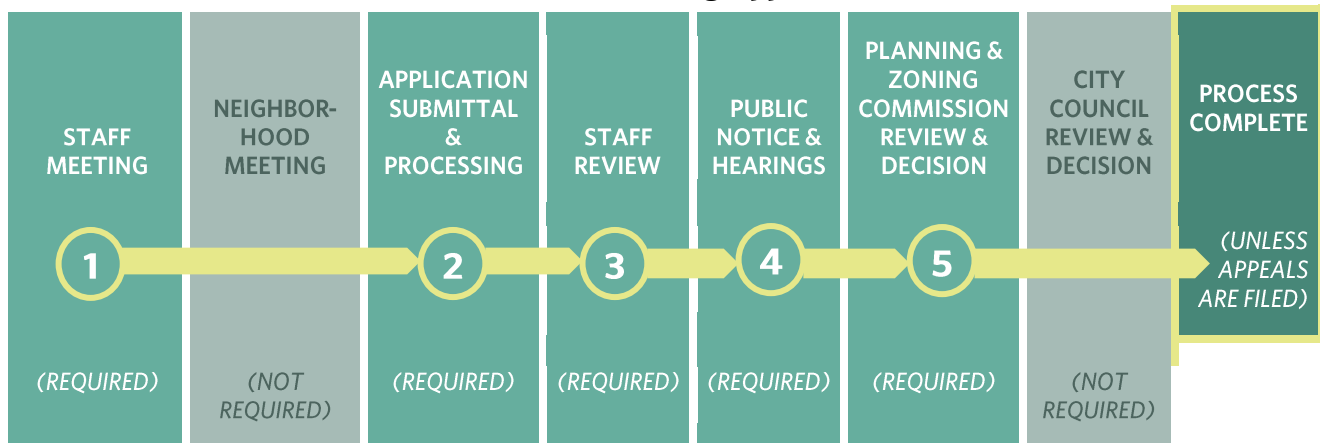 STAFF
MEETING
1
(REQUIRED)
NEIGHBOR-
HOOD
MEETING
(NOT
REQUIRED)
APPLICATION
SUBMITTAL
&
PROCESSING
2
(REQUIRED)
STAFF
REVIEW
3
(REQUIRED)
PUBLIC
NOTICE &
HEARINGS
4
(REQUIRED)
PLANNING &
ZONING
COMMISSION
REVIEW &
DECISION
5
(REQUIRED)
CITY
COUNCIL
REVIEW &
DECISION
(NOT
REQUIRED)
PROCESS
COMPLETE
(UNLESS
APPEALS
ARE FILED)